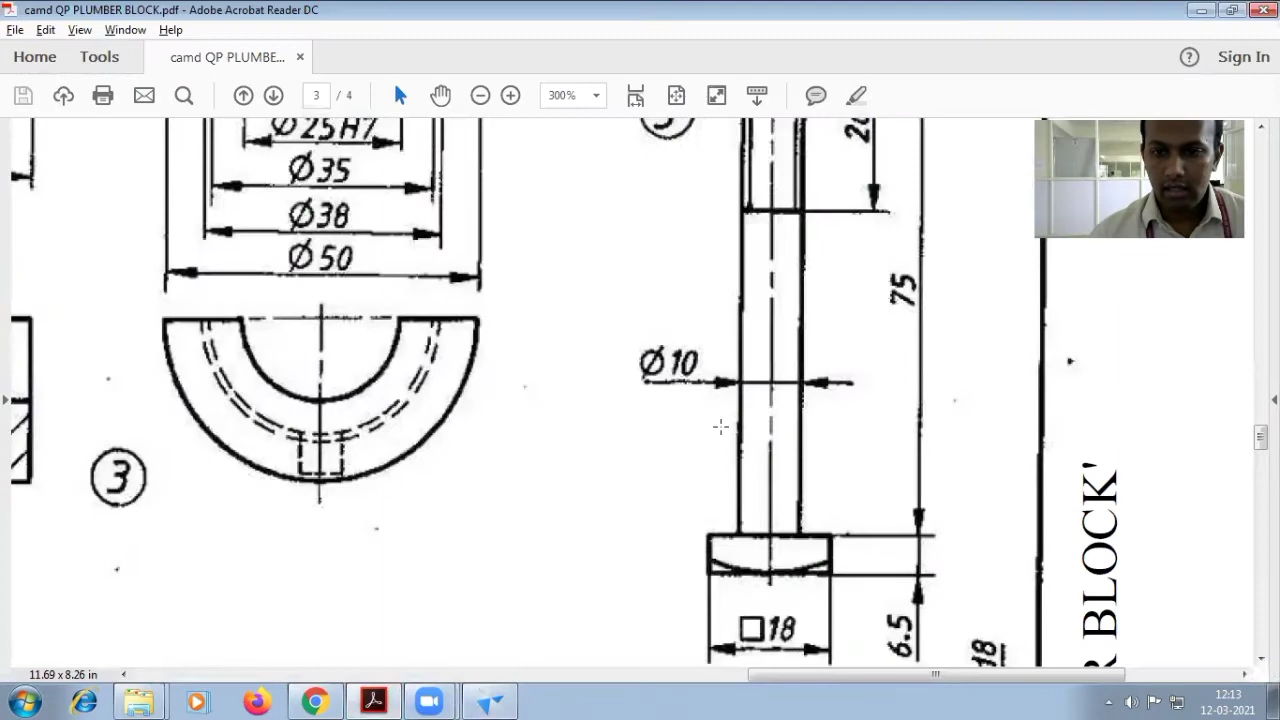 camd QP PLUMBER BLOCK.pdf - Adobe Acrobat Reader DC
File Edit View Window Help
Home Tools camd QP PLUMBE... ×
3 / 4 300%
? Sign In
Ø25H7
Ø35
Ø38
Ø50
3
Ø10
75
□18
6.5
18
BLOCK'
11.69 x 8.26 in
12:13
12-03-2021